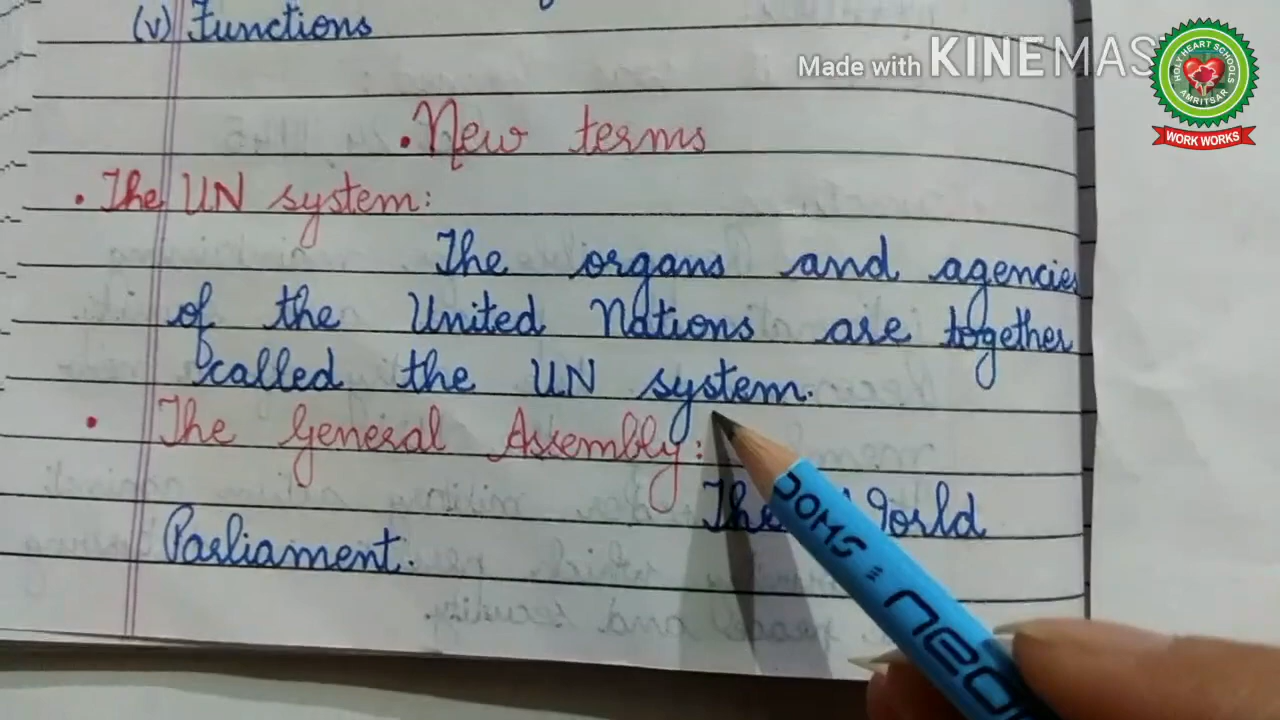 (v) Functions
Made with KINEMAS
HOLY HEART SCHOOLS
AMRITSAR
WORK WORKS
• New terms
• The UN system:
The organs and agencies
of the United Nations are together
called the UN system.
• The General Assembly:
The World
Parliament.
DOMS
neo